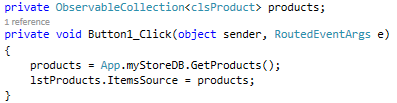 private ObservableCollection<clsProduct> products;
1 reference
private void Button1_Click(object sender, RoutedEventArgs e)
{
    products = App.myStoreDB.GetProducts();
    lstProducts.ItemsSource = products;
}